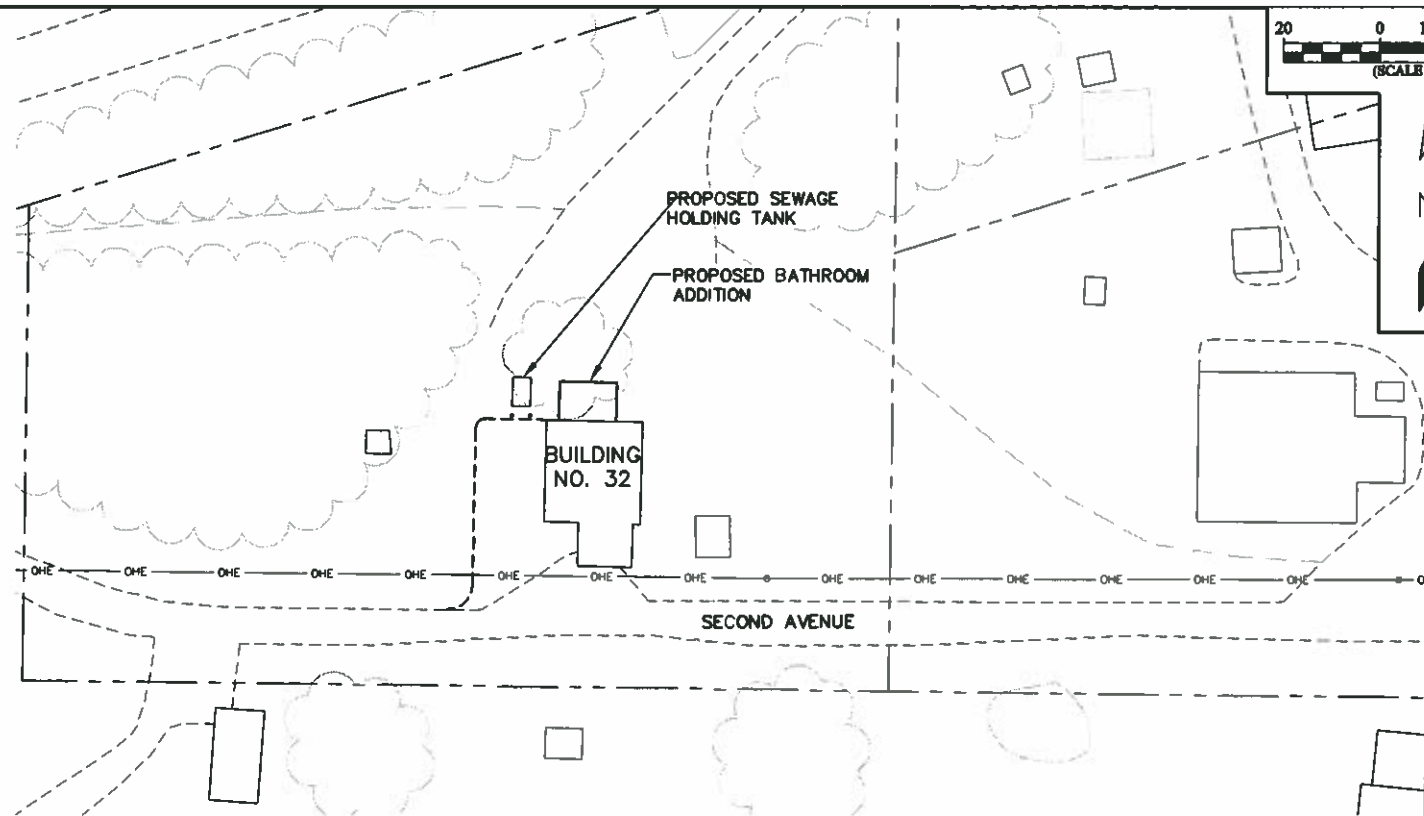 20 0
(SCALE
PROPOSED SEWAGE
HOLDING TANK
PROPOSED BATHROOM
ADDITION
BUILDING
NO. 32
OHE OHE OHE OHE OHE OHE OHE OHE OHE OHE OHE OHE OHE OHE
SECOND AVENUE